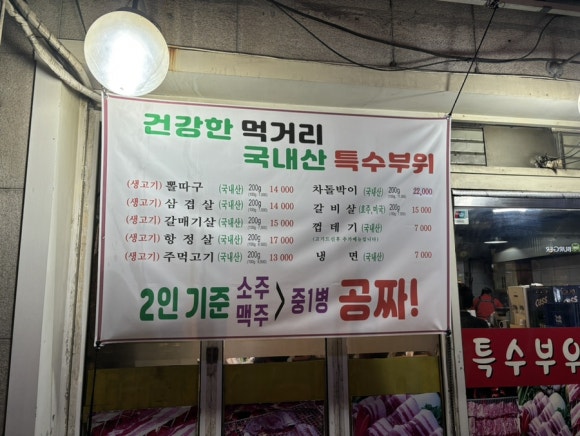 건강한 먹거리
국내산 특수부위
(생고기) 뽈따구 (국내산) 200g 14 000
(생고기) 삼겹살 (국내산) 200g 14 000
(생고기) 갈매기살 (국내산) 200g 15 000
(생고기) 항정살 (국내산) 200g 17 000
(생고기) 주먹고기 (국내산) 200g 13 000
차돌박이 (국내산) 200g 22,000
갈비살 (호주,미국) 200g 15 000
껍데기 (국내산) 7 000
냉면 (국내산) 7 000
2인 기준 소주 맥주 > 중1병 공짜!
Cass
특수부위